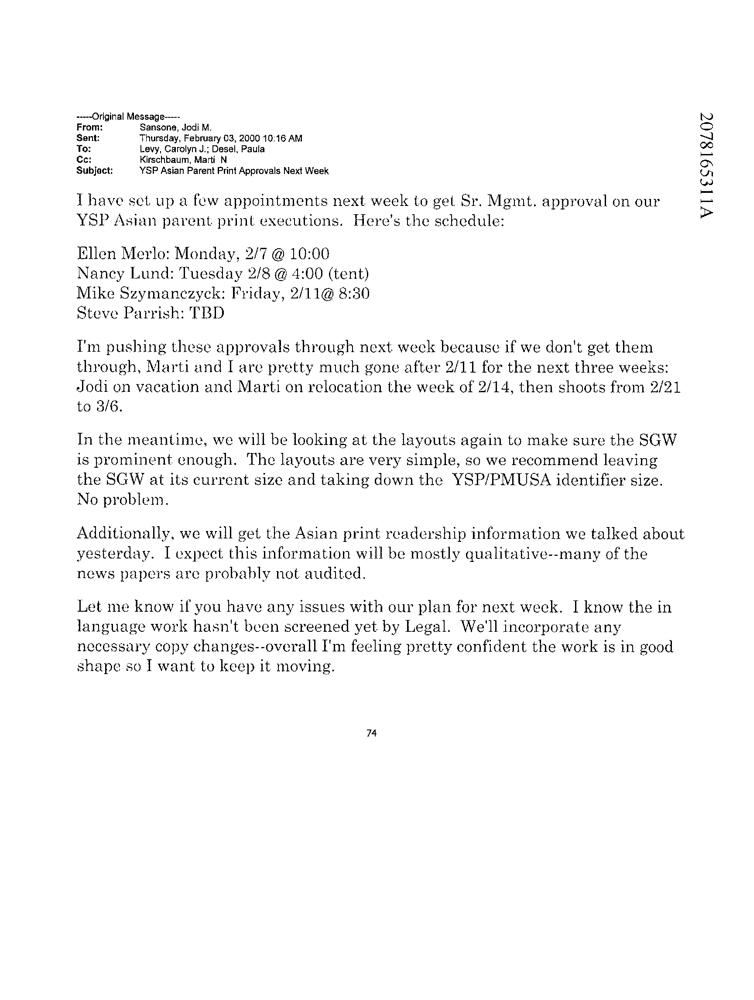 -----Original Message-----
From: Sansone, Jodi M.
Sent: Thursday, February 03, 2000 10:16 AM
To: Levy, Carolyn J.; Desel, Paula
Cc: Kirschbaum, Marti N
Subject: YSP Asian Parent Print Approvals Next Week
I have set up a few appointments next week to get Sr. Mgmt. approval on our
YSP Asian parent print executions. Here's the schedule:
Ellen Merlo: Monday, 2/7 @ 10:00
Nancy Lund: Tuesday 2/8 @ 4:00 (tent)
Mike Szymanczyck: Friday, 2/11@ 8:30
Steve Parrish: TBD
I'm pushing these approvals through next week because if we don't get them
through, Marti and I are pretty much gone after 2/11 for the next three weeks:
Jodi on vacation and Marti on relocation the week of 2/14, then shoots from 2/21
to 3/6.
In the meantime, we will be looking at the layouts again to make sure the SGW
is prominent enough. The layouts are very simple, so we recommend leaving
the SGW at its current size and taking down the YSP/PMUSA identifier size.
No problem.
Additionally, we will get the Asian print readership information we talked about
yesterday. I expect this information will be mostly qualitative--many of the
news papers are probably not audited.
Let me know if you have any issues with our plan for next week. I know the in
language work hasn't been screened yet by Legal. We'll incorporate any
necessary copy changes--overall I'm feeling pretty confident the work is in good
shape so I want to keep it moving.
74
2078165311A